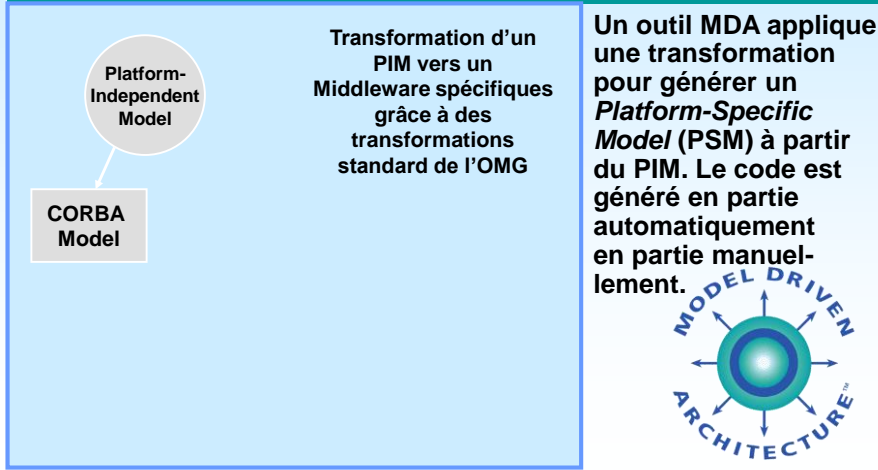 Platform-
Independent
Model
CORBA
Model
Transformation d'un
PIM vers un
Middleware spécifiques
grâce à des
transformations
standard de l'OMG
Un outil MDA applique
une transformation
pour générer un
Platform-Specific
Model (PSM) à partir
du PIM. Le code est
généré en partie
automatiquement
en partie manuel-
lement.
MODEL DRIVEN
ARCHITECTURE™